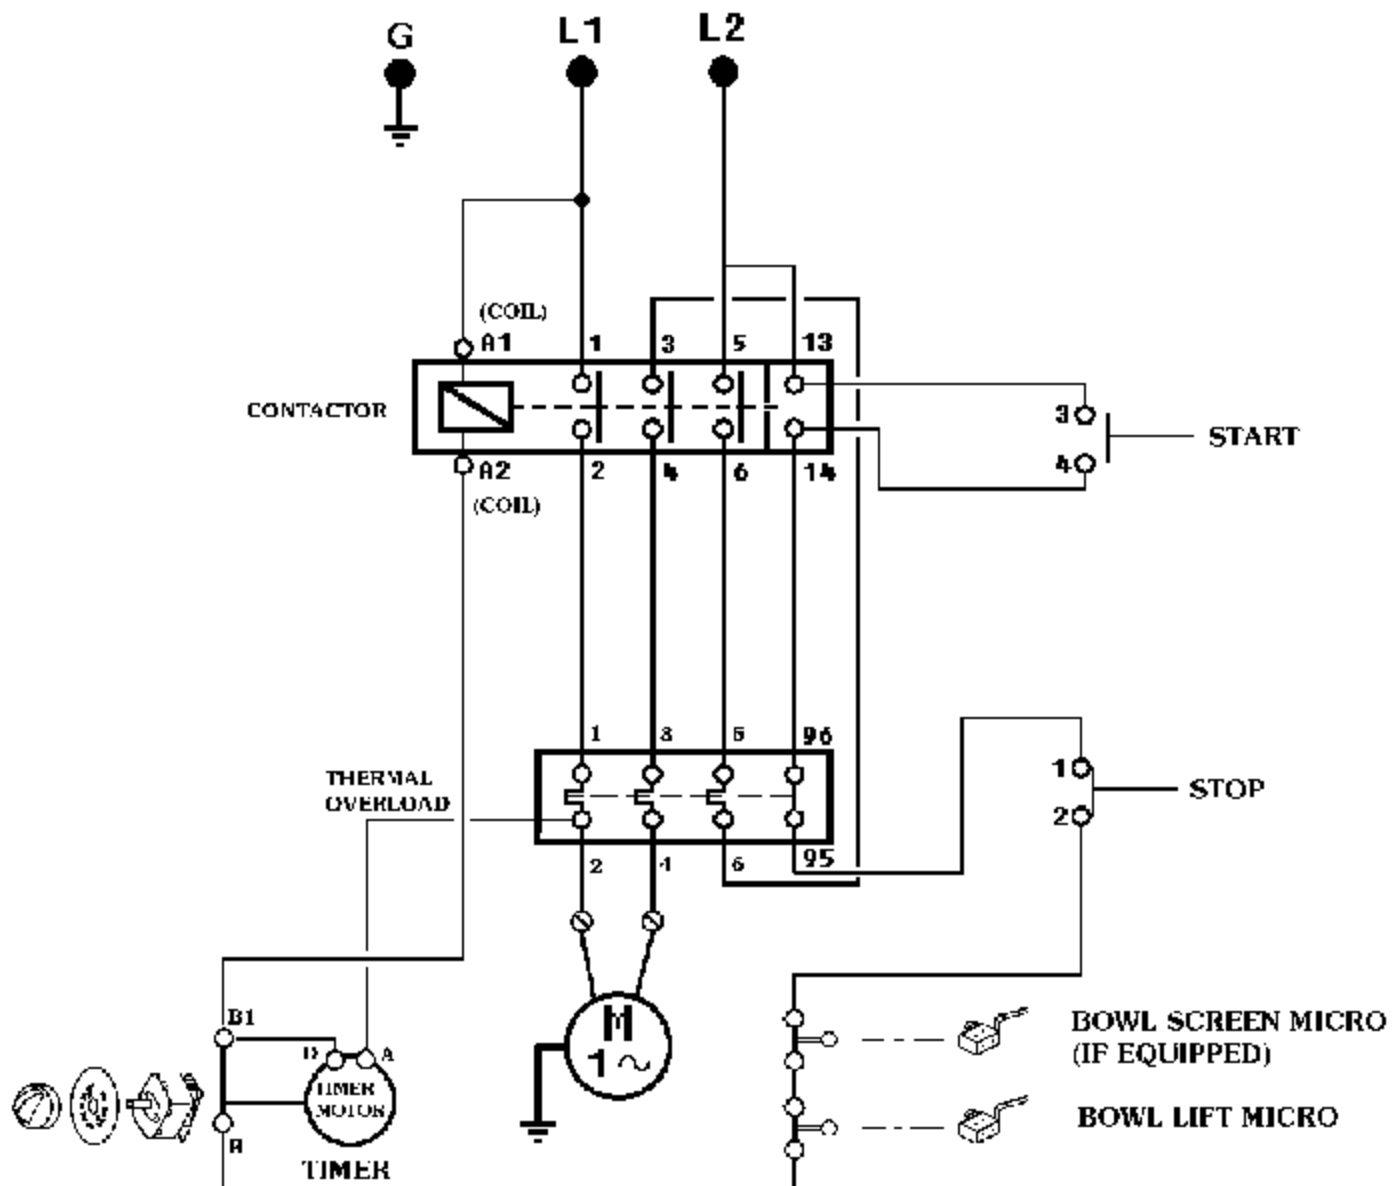 G
L1
L2
(COIL)
A1
1
3
5
13
CONTACTOR
3
START
4
A2
2
4
6
14
(COIL)
1
3
5
96
THERMAL
OVERLOAD
1
STOP
2
2
4
6
95
B1
D
A
M
1~
TIMER
MOTOR
TIMER
BOWL SCREEN MICRO
(IF EQUIPPED)
BOWL LIFT MICRO